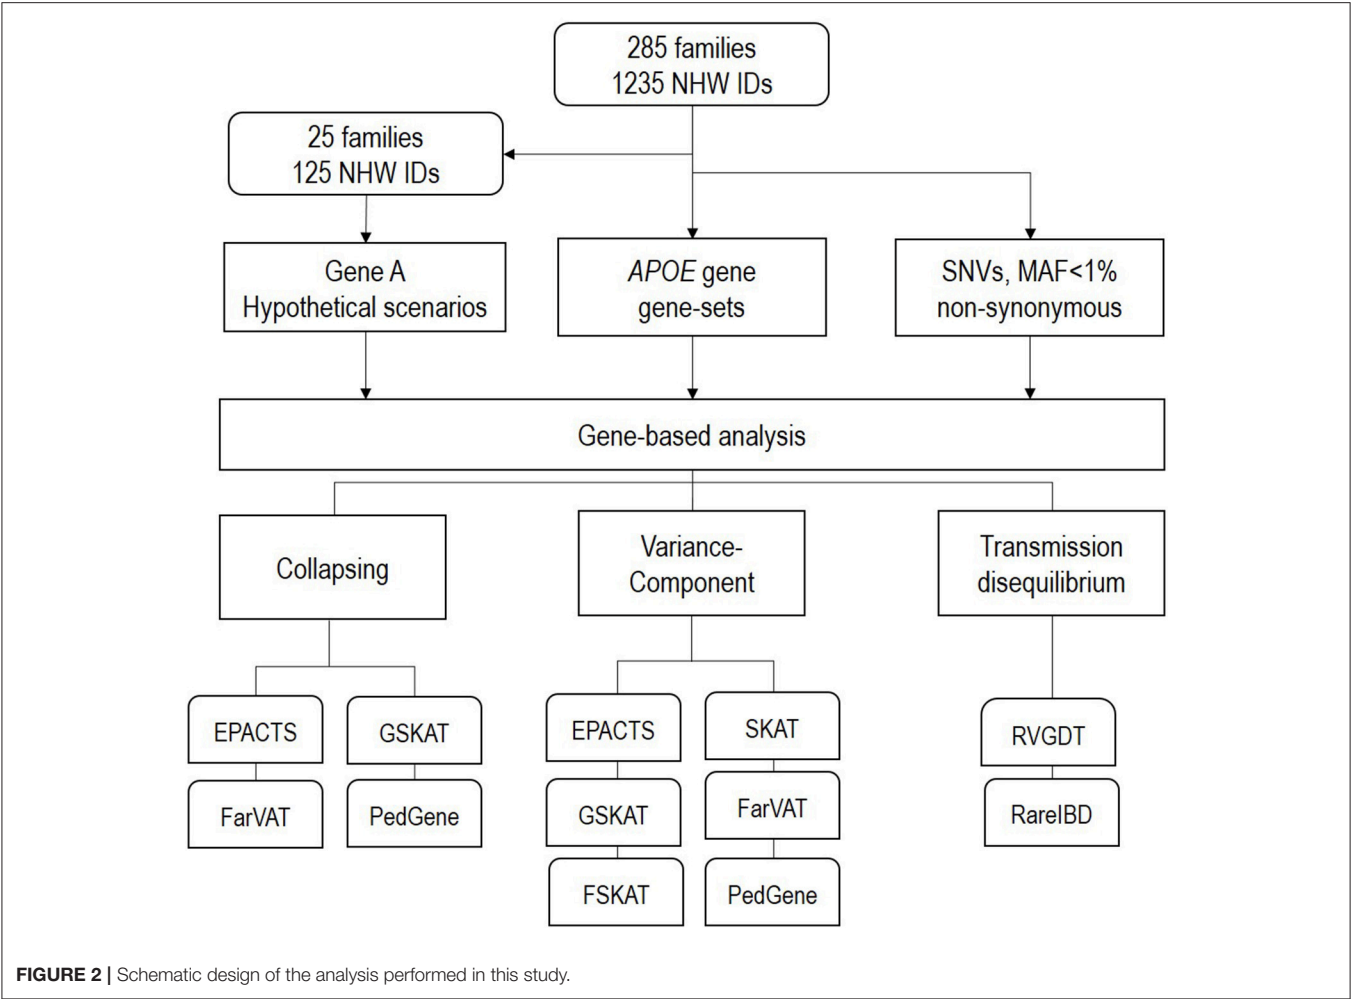 285 families
1235 NHW IDs
25 families
125 NHW IDs
Gene A
Hypothetical scenarios
APOE gene
gene-sets
SNVs, MAF<1%
non-synonymous
Gene-based analysis
Collapsing
Variance-
Component
Transmission
disequilibrium
EPACTS
GSKAT
FarVAT
PedGene
EPACTS
SKAT
GSKAT
FarVAT
FSKAT
PedGene
RVGDT
RareIBD
FIGURE 2 | Schematic design of the analysis performed in this study.